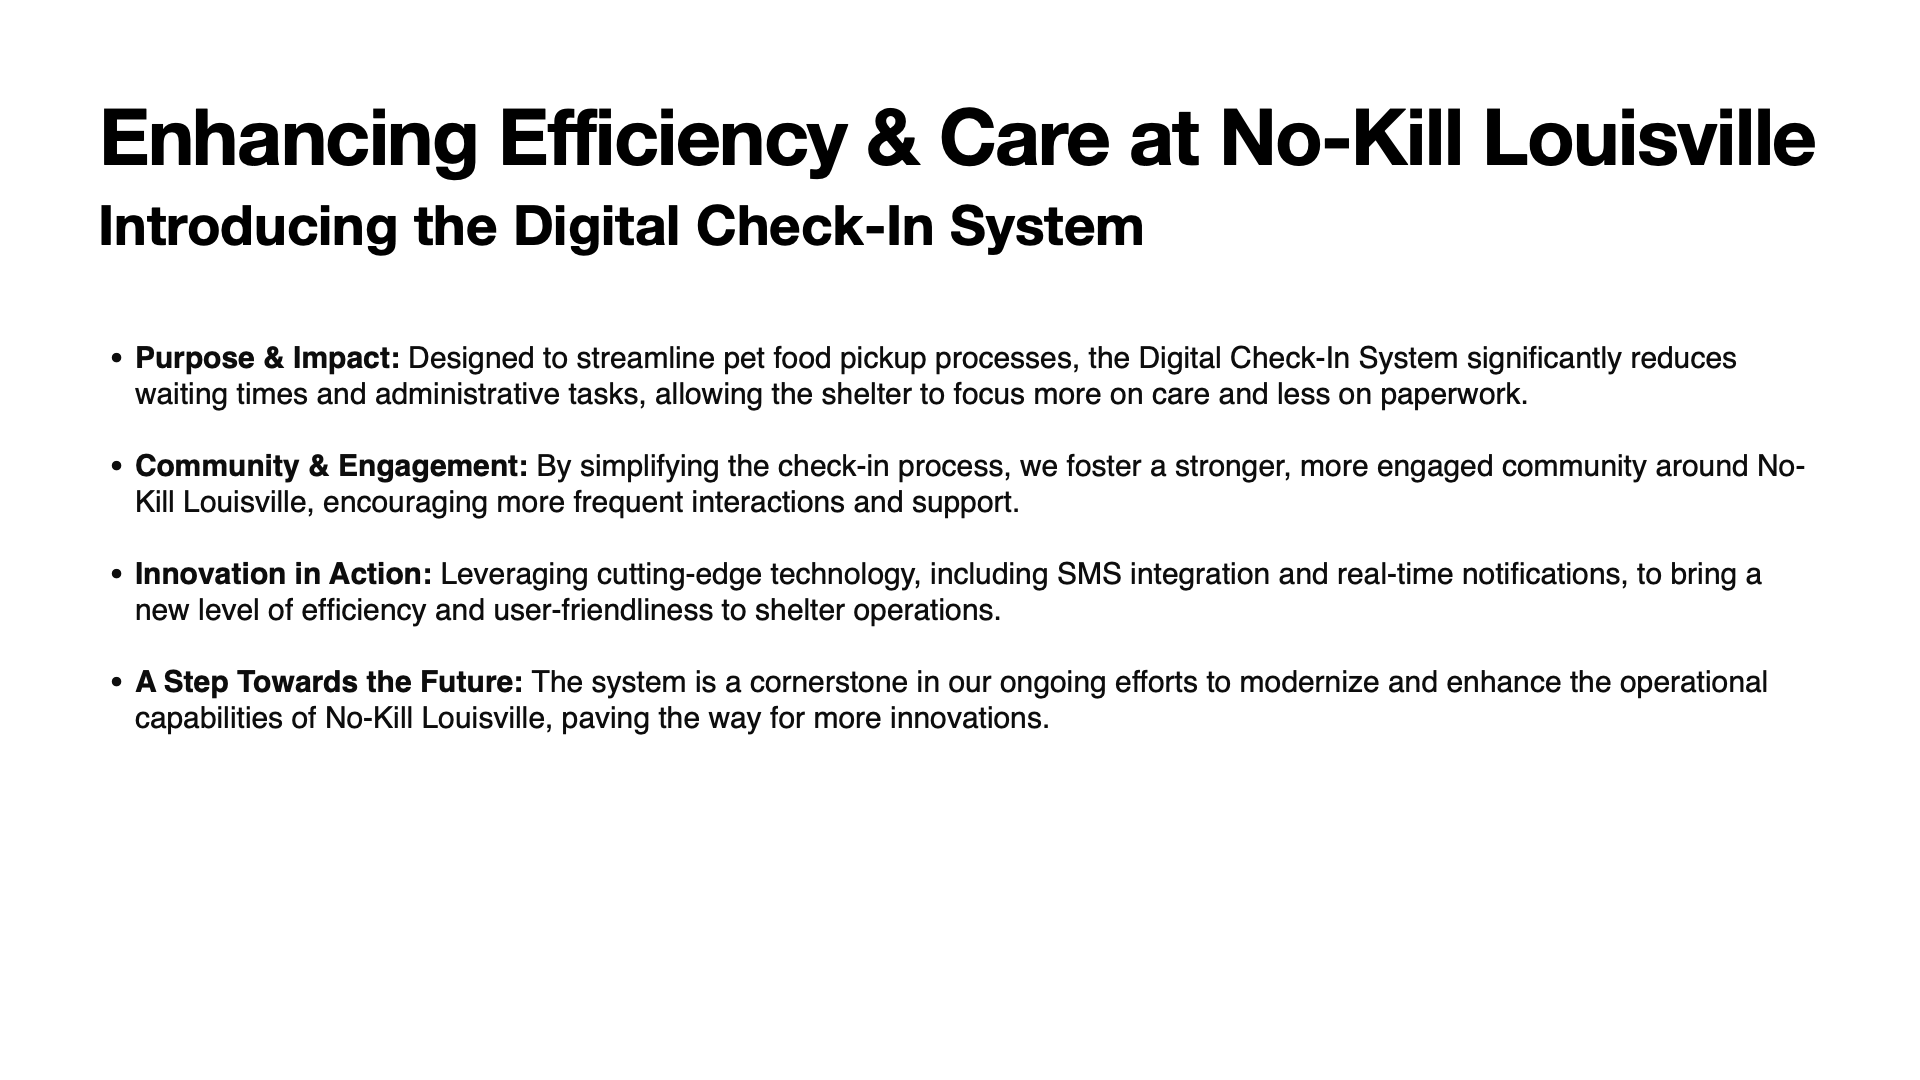 Enhancing Efficiency & Care at No-Kill Louisville
Introducing the Digital Check-In System
• Purpose & Impact: Designed to streamline pet food pickup processes, the Digital Check-In System significantly reduces
waiting times and administrative tasks, allowing the shelter to focus more on care and less on paperwork.
• Community & Engagement: By simplifying the check-in process, we foster a stronger, more engaged community around No-
Kill Louisville, encouraging more frequent interactions and support.
• Innovation in Action: Leveraging cutting-edge technology, including SMS integration and real-time notifications, to bring a
new level of efficiency and user-friendliness to shelter operations.
• A Step Towards the Future: The system is a cornerstone in our ongoing efforts to modernize and enhance the operational
capabilities of No-Kill Louisville, paving the way for more innovations.